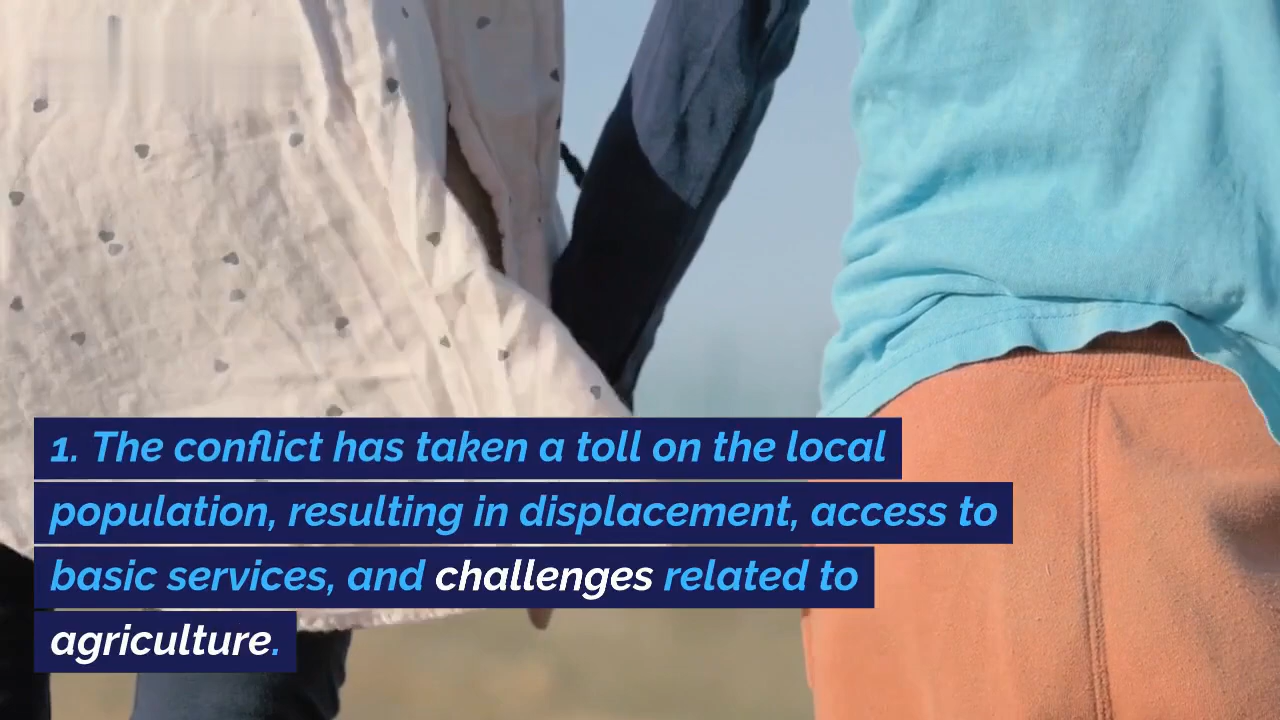 1. The conflict has taken a toll on the local
population, resulting in displacement, access to
basic services, and challenges related to
agriculture.